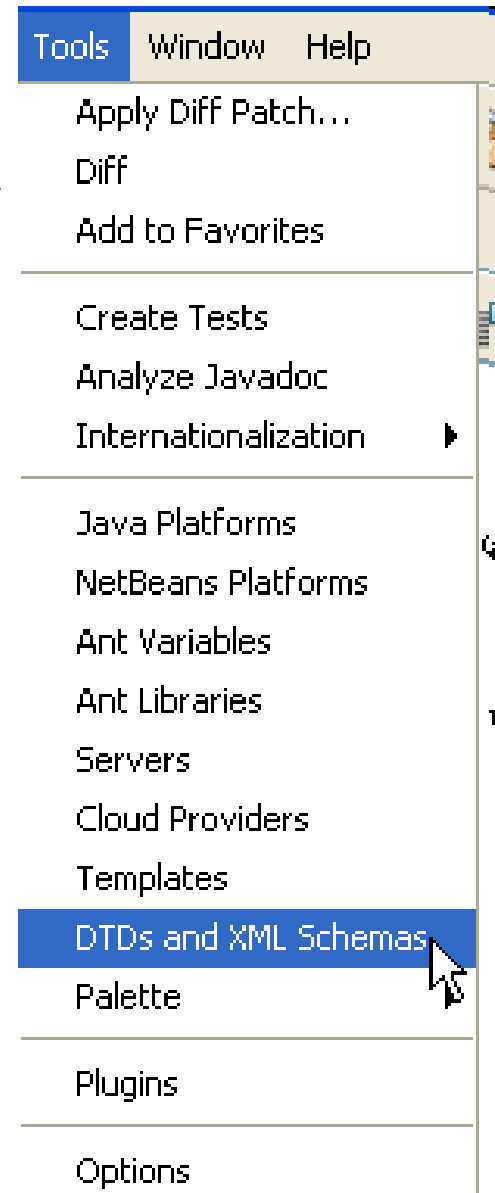 Tools Window Help
Apply Diff Patch...
Diff
Add to Favorites
Create Tests
Analyze Javadoc
Internationalization
Java Platforms
NetBeans Platforms
Ant Variables
Ant Libraries
Servers
Cloud Providers
Templates
DTDs and XML Schemas
Palette
Plugins
Options